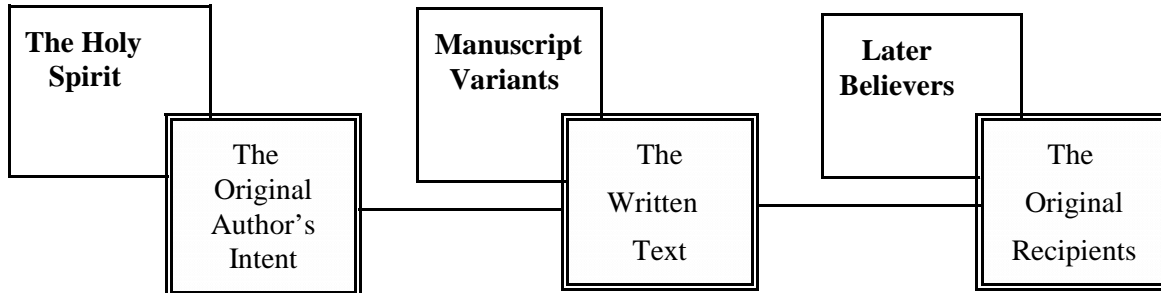 The Holy
Spirit
The
Original
Author’s
Intent
Manuscript
Variants
The
Written
Text
Later
Believers
The
Original
Recipients